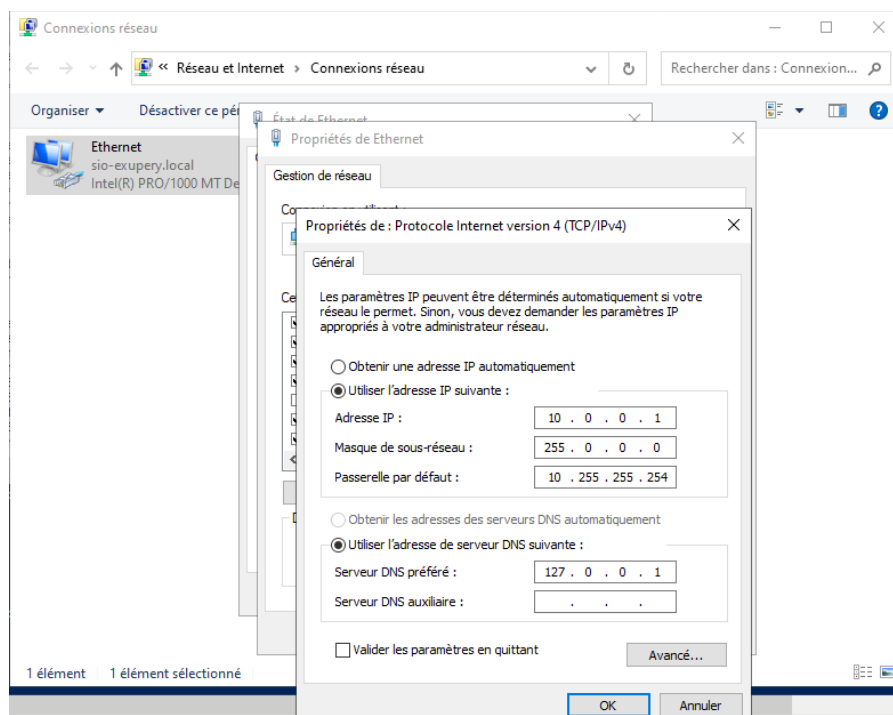 Connexions réseau
« Réseau et Internet › Connexions réseau
Rechercher dans : Connexion...
Organiser
Désactiver ce pé
État de Ethernet
Ethernet
sio-exupery.local
Intel(R) PRO/1000 MT De
Propriétés de Ethernet
Gestion de réseau
Propriétés de : Protocole Internet version 4 (TCP/IPv4)
Général
Les paramètres IP peuvent être déterminés automatiquement si votre
réseau le permet. Sinon, vous devez demander les paramètres IP
appropriés à votre administrateur réseau.
Obtenir une adresse IP automatiquement
Utiliser l'adresse IP suivante :
Adresse IP : 10 . 0 . 0 . 1
Masque de sous-réseau : 255 . 0 . 0 . 0
Passerelle par défaut : 10 . 255 . 255 . 254
Obtenir les adresses des serveurs DNS automatiquement
Utiliser l'adresse de serveur DNS suivante :
Serveur DNS préféré : 127 . 0 . 0 . 1
Serveur DNS auxiliaire : . . .
Valider les paramètres en quittant
Avancé...
1 élément 1 élément sélectionné
OK Annuler